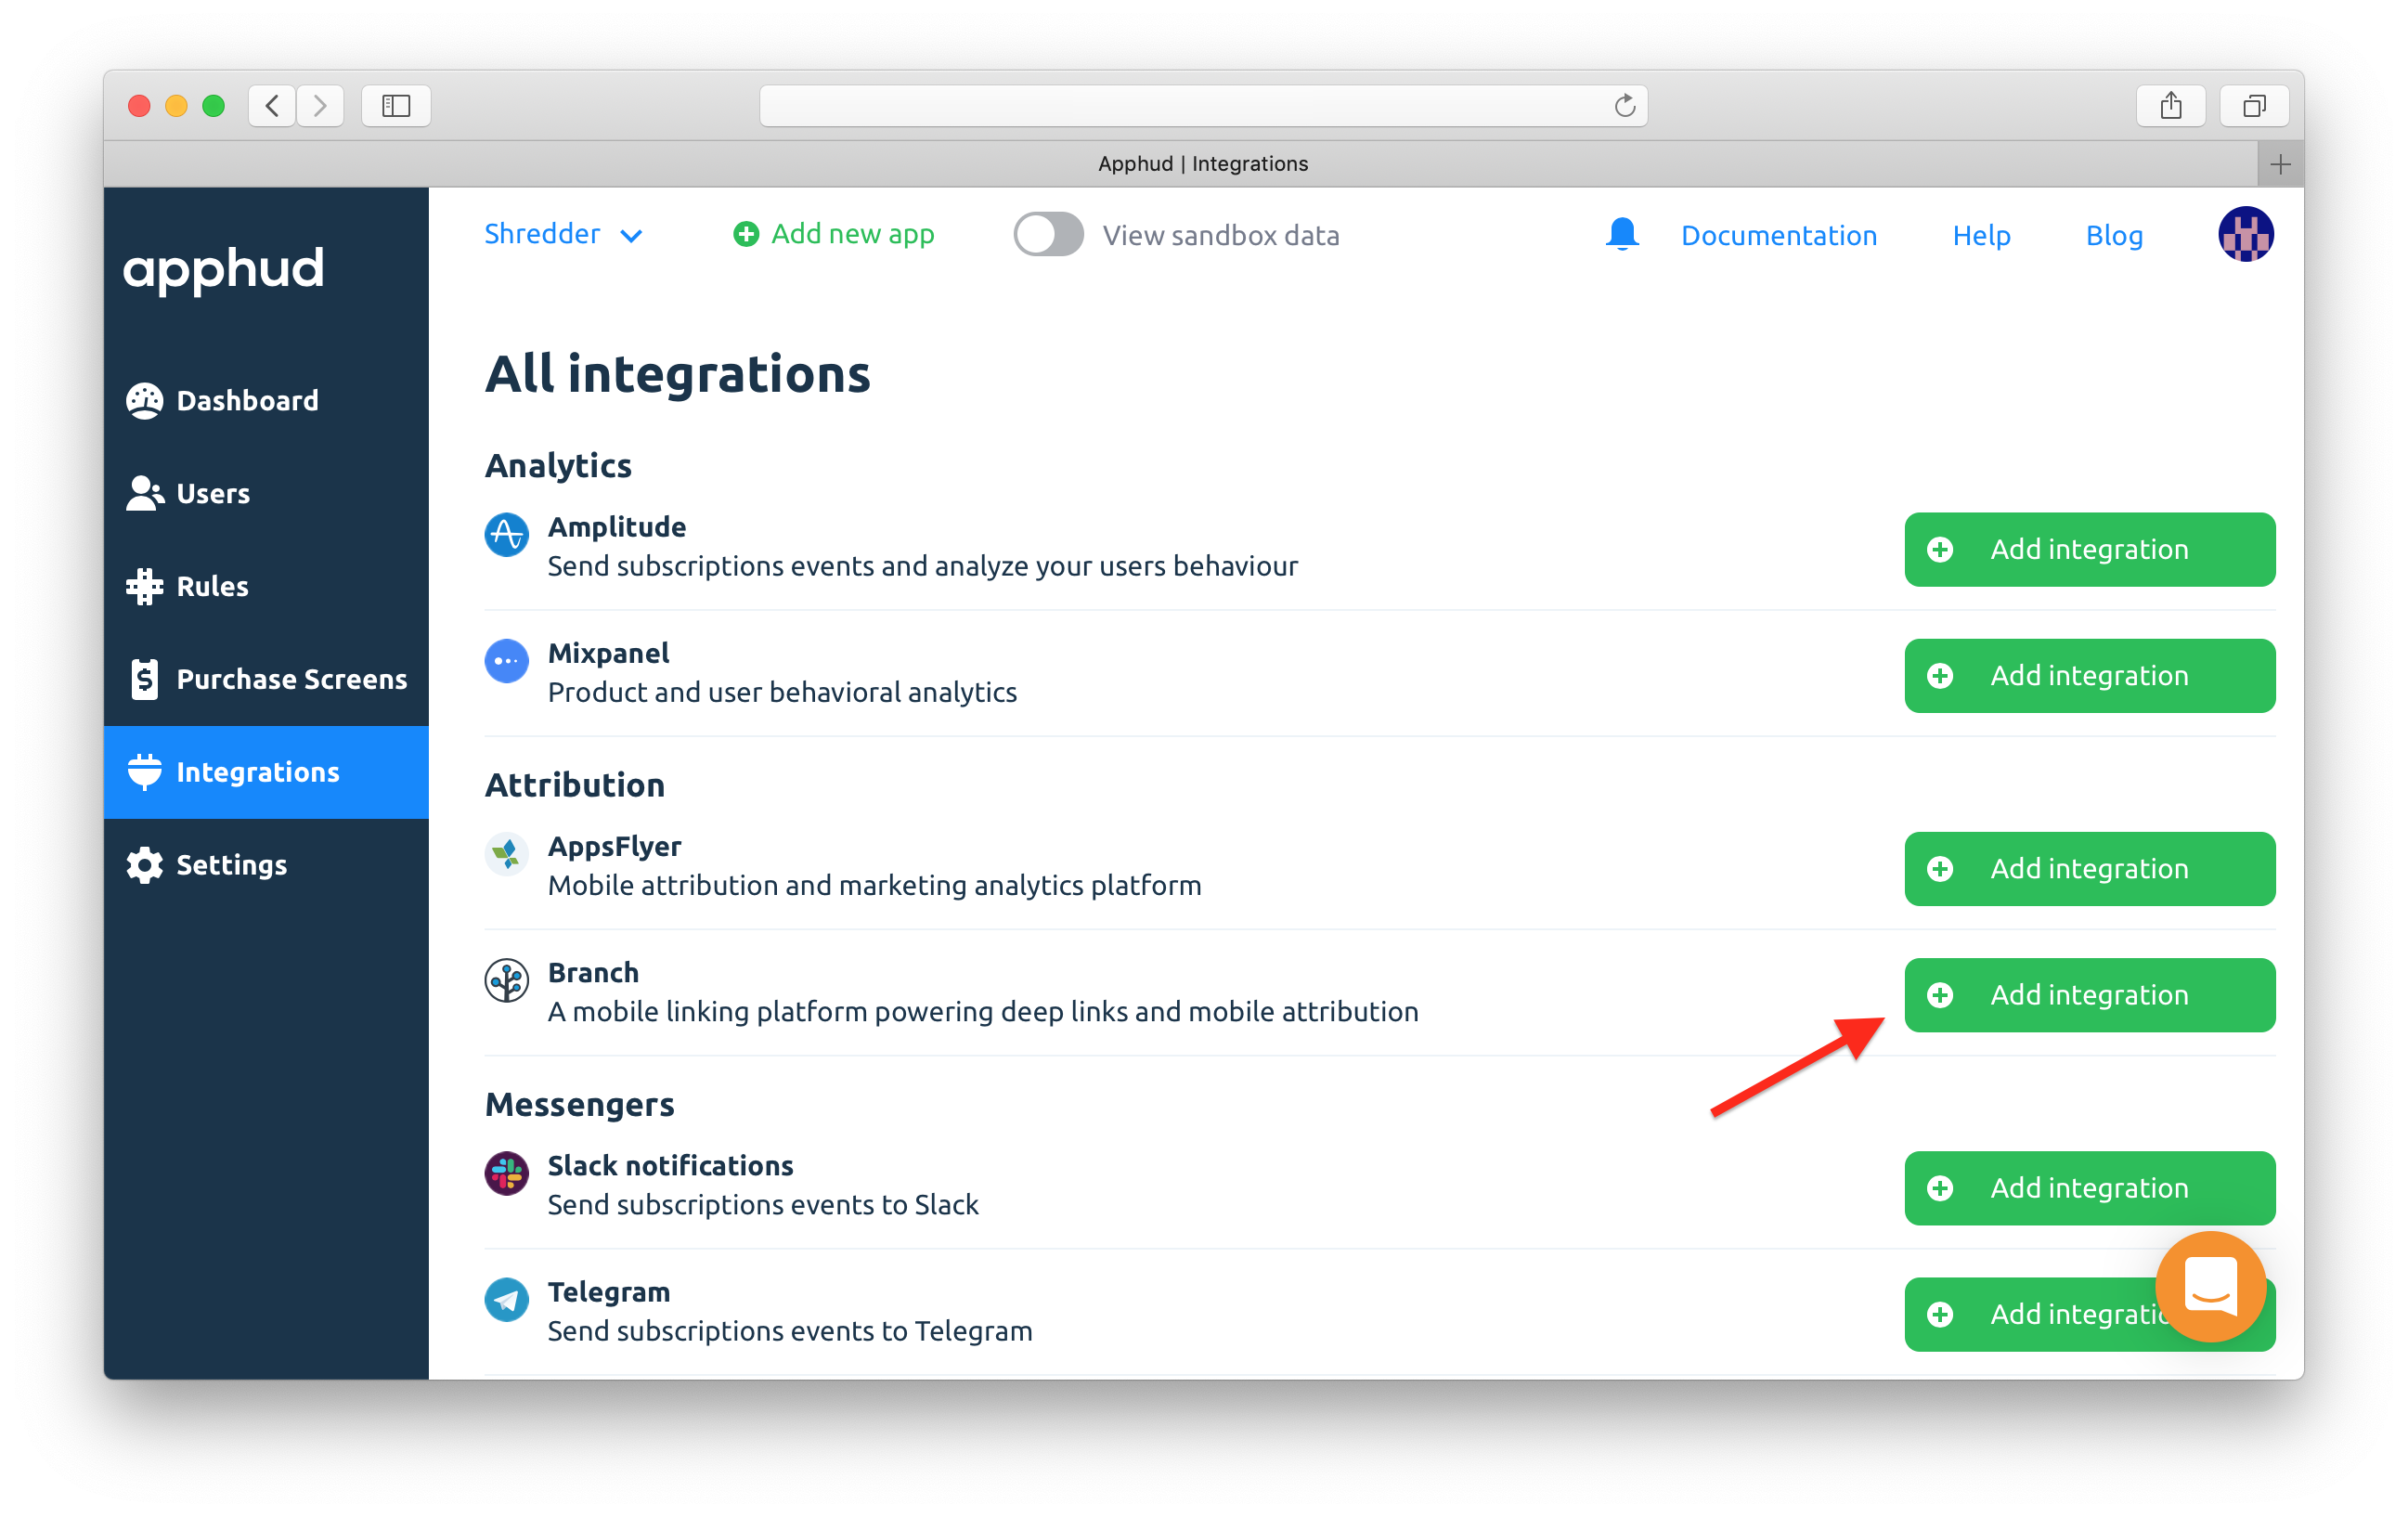 Apphud | Integrations
apphud
Shredder
Add new app
View sandbox data
Documentation
Help
Blog
Dashboard
Users
Rules
Purchase Screens
Integrations
Settings
All integrations
Analytics
Amplitude
Send subscriptions events and analyze your users behaviour
Add integration
Mixpanel
Product and user behavioral analytics
Add integration
Attribution
AppsFlyer
Mobile attribution and marketing analytics platform
Add integration
Branch
A mobile linking platform powering deep links and mobile attribution
Add integration
Messengers
Slack notifications
Send subscriptions events to Slack
Add integration
Telegram
Send subscriptions events to Telegram
Add integratio